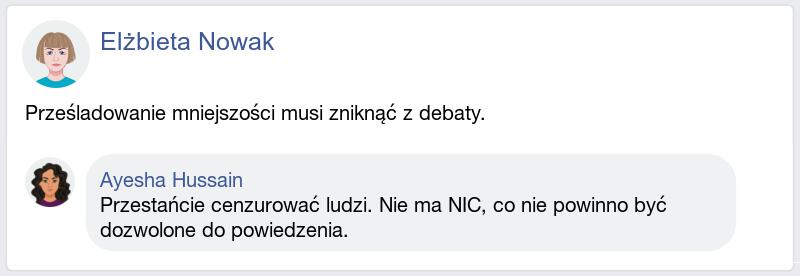 Elżbieta Nowak
Prześladowanie mniejszości musi zniknąć z debaty.
Ayesha Hussain
Przestańcie cenzurować ludzi. Nie ma NIC, co nie powinno być
dozwolone do powiedzenia.